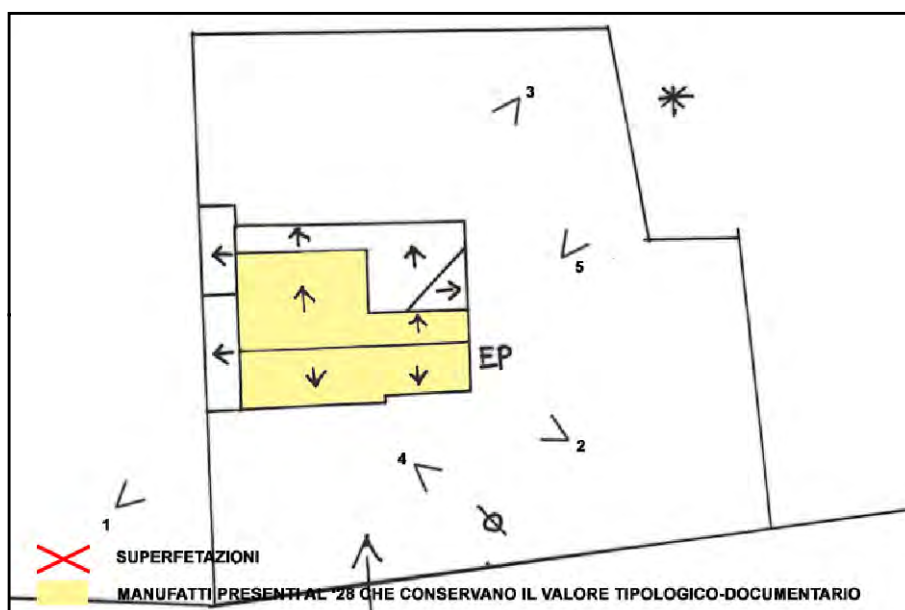 3
5
EP
2
4
1
SUPERFETAZIONI
MANUFATTI PRESENTI AL '28 CHE CONSERVANO IL VALORE TIPOLOGICO-DOCUMENTARIO